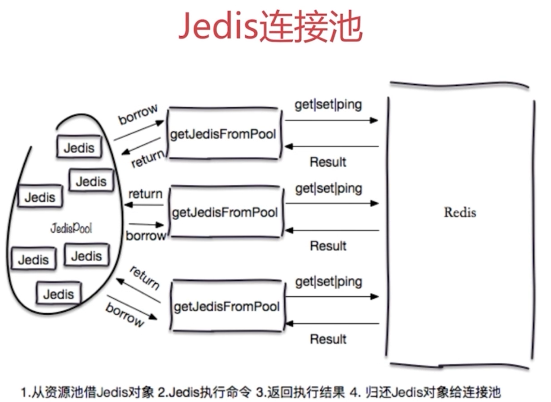 Jedis连接池
borrow
get|set|ping
Jedis
getJedisFromPool
return
Result
Jedis
Jedis
return
get|set|ping
getJedisFromPool
JedisPool
borrow
Result
Redis
Jedis
Jedis
return
get|set|ping
Jedis
getJedisFromPool
borrow
Result
1.从资源池借Jedis对象 2.Jedis执行命令 3.返回执行结果 4. 归还Jedis对象给连接池